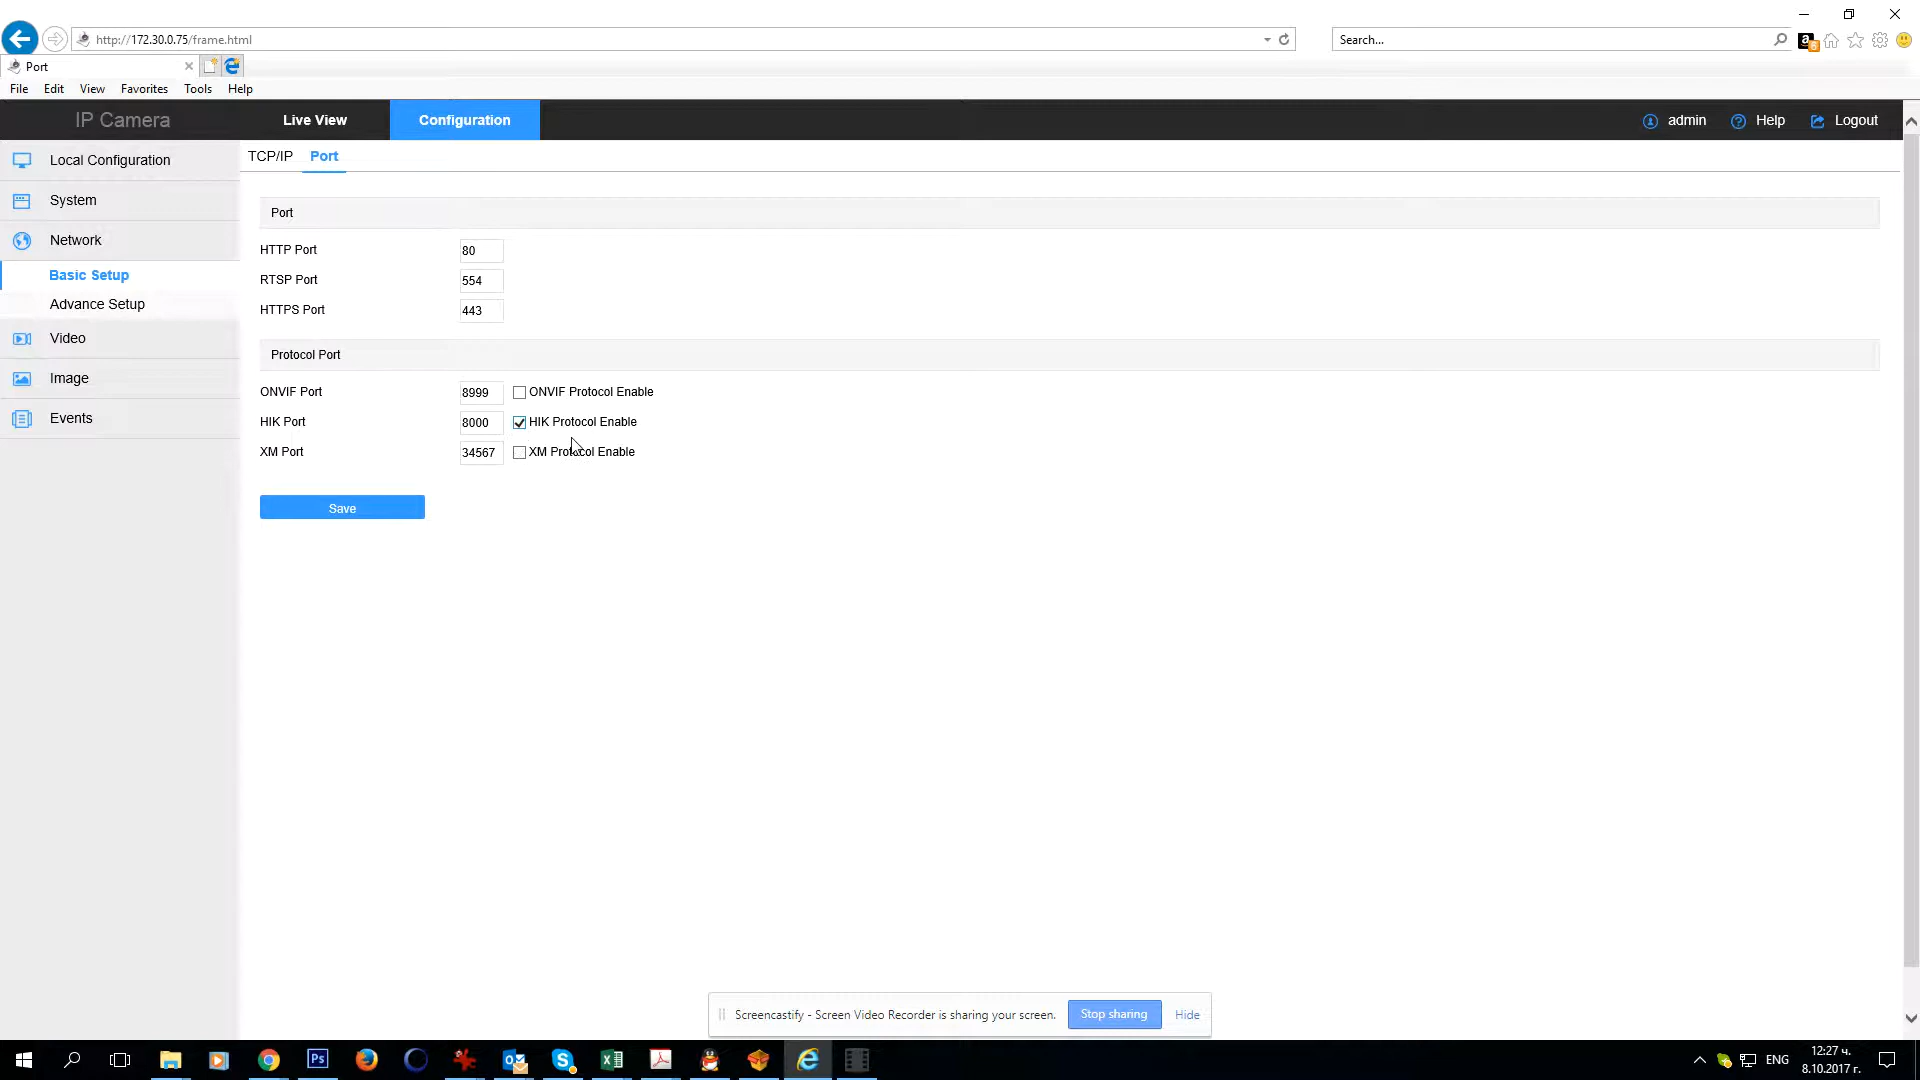 http://172.30.0.75/frame.html
Search...
Port
File Edit View Favorites Tools Help
IP Camera
Live View
Configuration
admin
Help
Logout
Local Configuration
System
Network
Basic Setup
Advance Setup
Video
Image
Events
TCP/IP Port
Port
HTTP Port 80
RTSP Port 554
HTTPS Port 443
Protocol Port
ONVIF Port 8999 ONVIF Protocol Enable
HIK Port 8000 HIK Protocol Enable
XM Port 34567 XM Protocol Enable
Save
Screencastify - Screen Video Recorder is sharing your screen. Stop sharing Hide
Ps
ENG
12:27 ч.
8.10.2017 г.